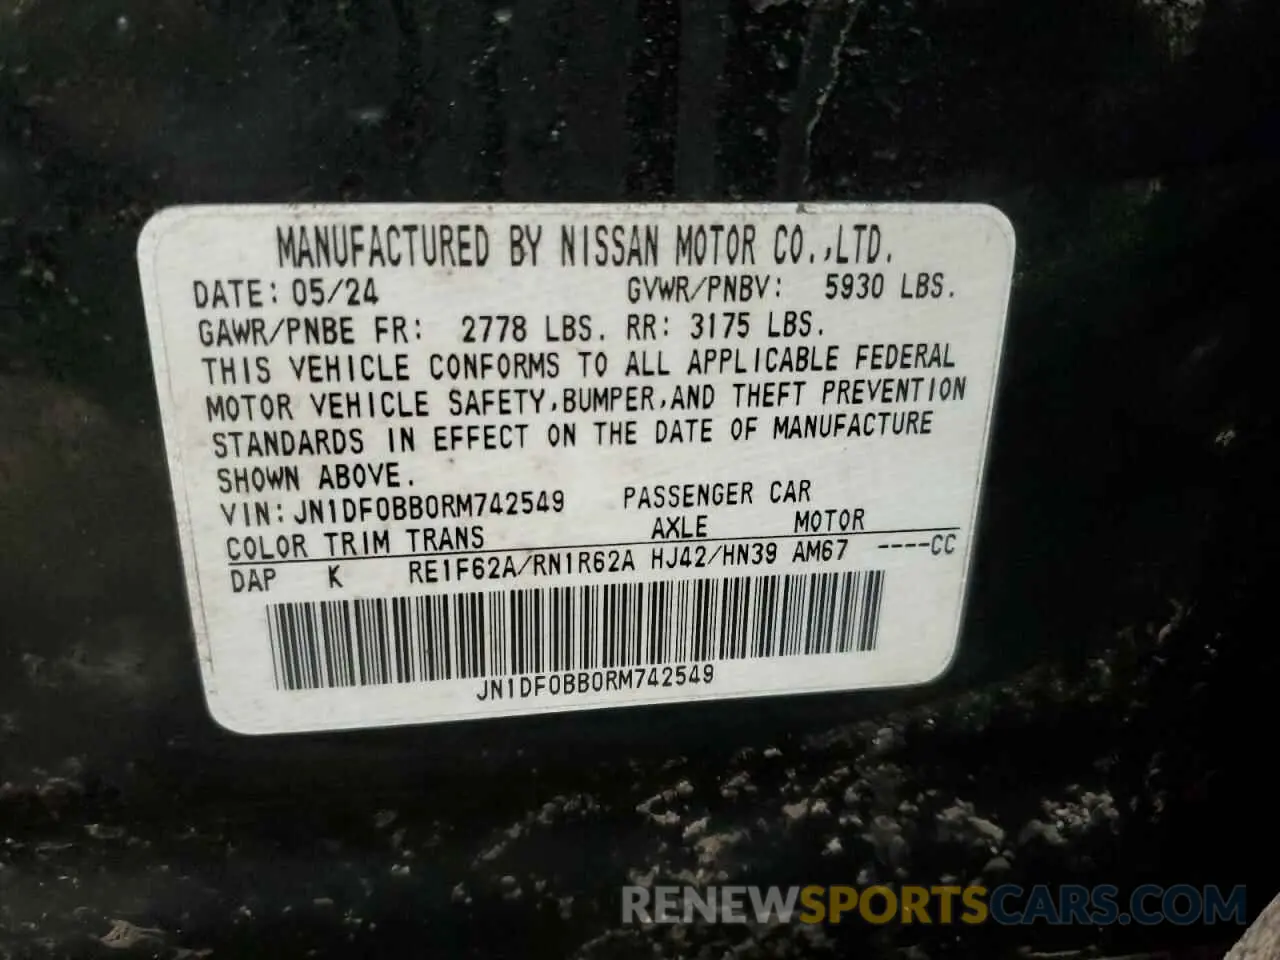 MANUFACTURED BY NISSAN MOTOR CO.,LTD.
DATE: 05/24 GVWR/PNBV: 5930 LBS.
GAWR/PNBE FR: 2778 LBS. RR: 3175 LBS.
THIS VEHICLE CONFORMS TO ALL APPLICABLE FEDERAL
MOTOR VEHICLE SAFETY,BUMPER,AND THEFT PREVENTION
STANDARDS IN EFFECT ON THE DATE OF MANUFACTURE
SHOWN ABOVE.
VIN: JN1DF0BB0RM742549 PASSENGER CAR
COLOR TRIM TRANS AXLE MOTOR
DAP K RE1F62A/RN1R62A HJ42/HN39 AM67 ----CC
JN1DF0BB0RM742549
RENEWSPORTSCARS.COM